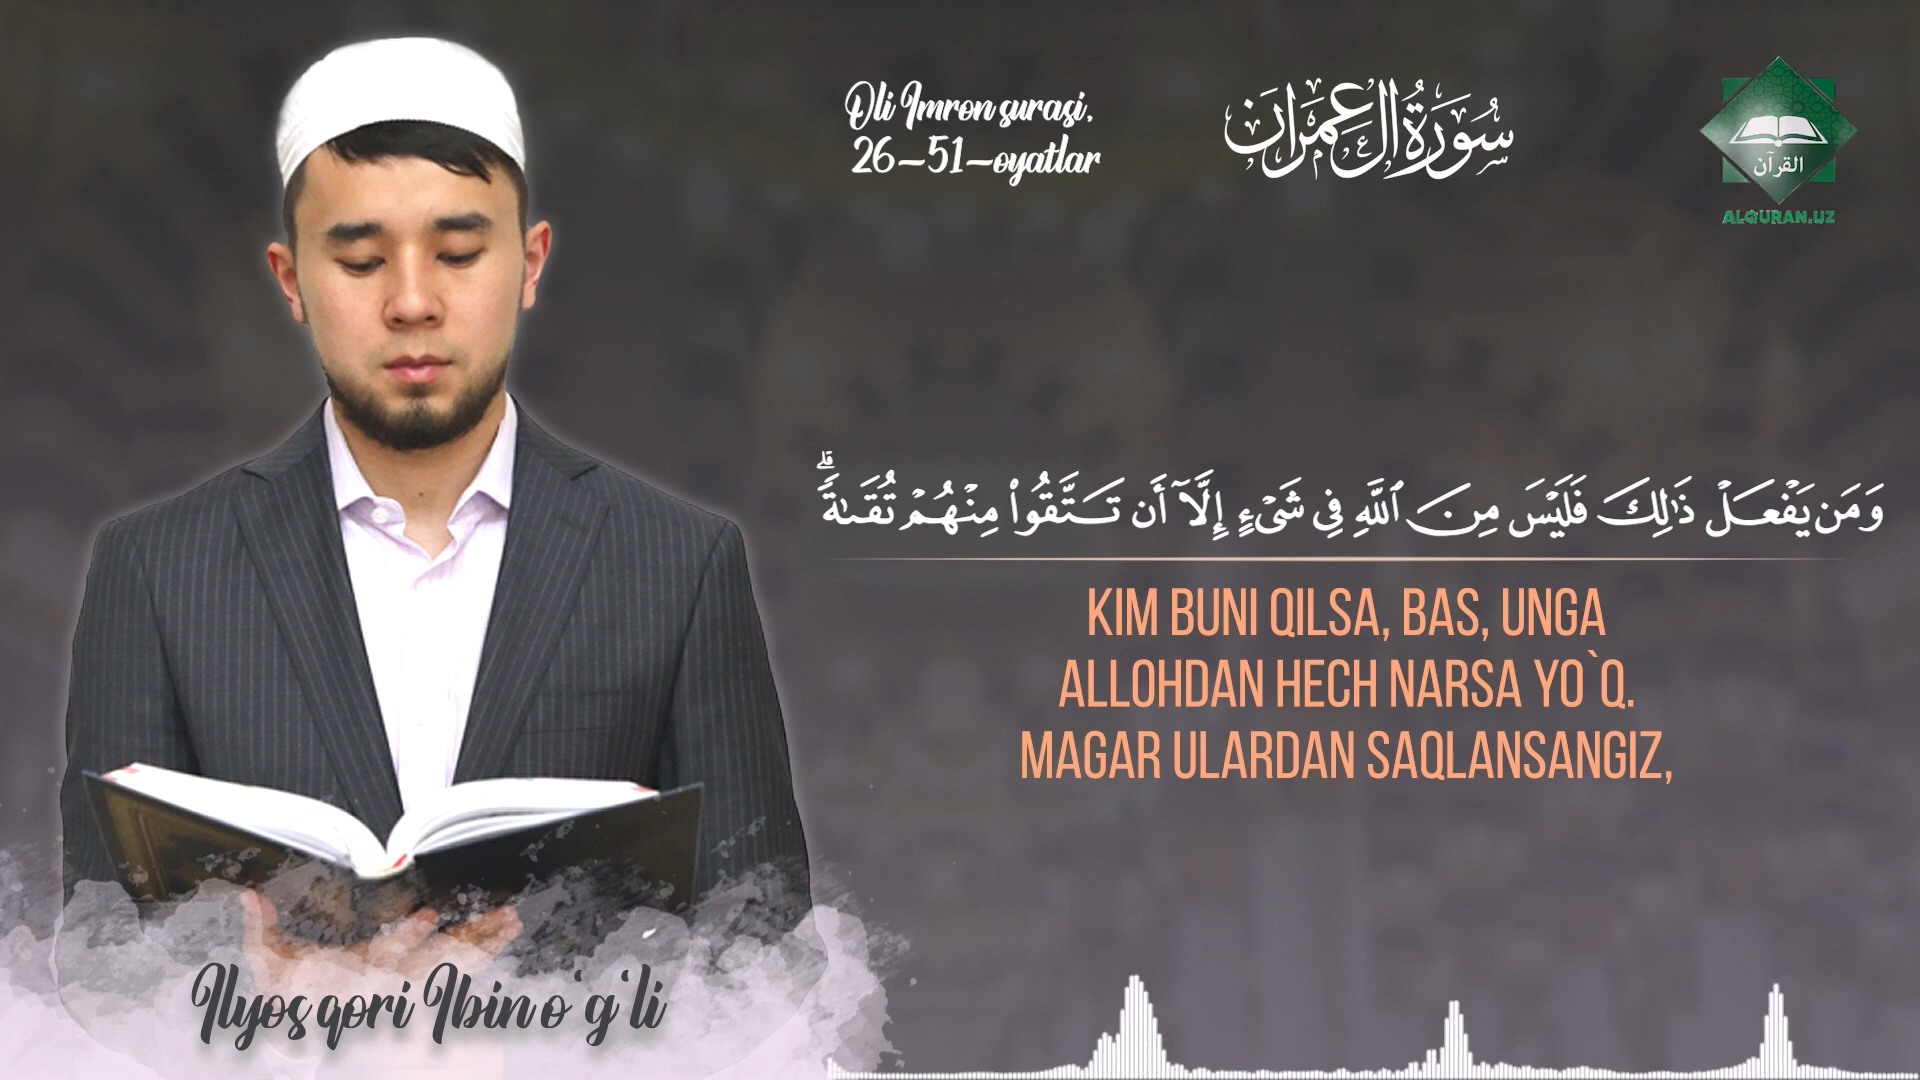 Oli Imron surasi,
26-51-oyatlar
سُورَةُ آلِ عِمْرَان
القرآن
ALQURAN.UZ
وَمَن يَفْعَلْ ذَٰلِكَ فَلَيْسَ مِنَ ٱللَّهِ فِى شَىْءٍ إِلَّآ أَن تَتَّقُوا۟ مِنْهُمْ تُقَىٰةً ۗ
KIM BUNI QILSA, BAS, UNGA
ALLOHDAN HECH NARSA YO`Q.
MAGAR ULARDAN SAQLANSANGIZ,
Ilyos qori Ibin o‘g‘li